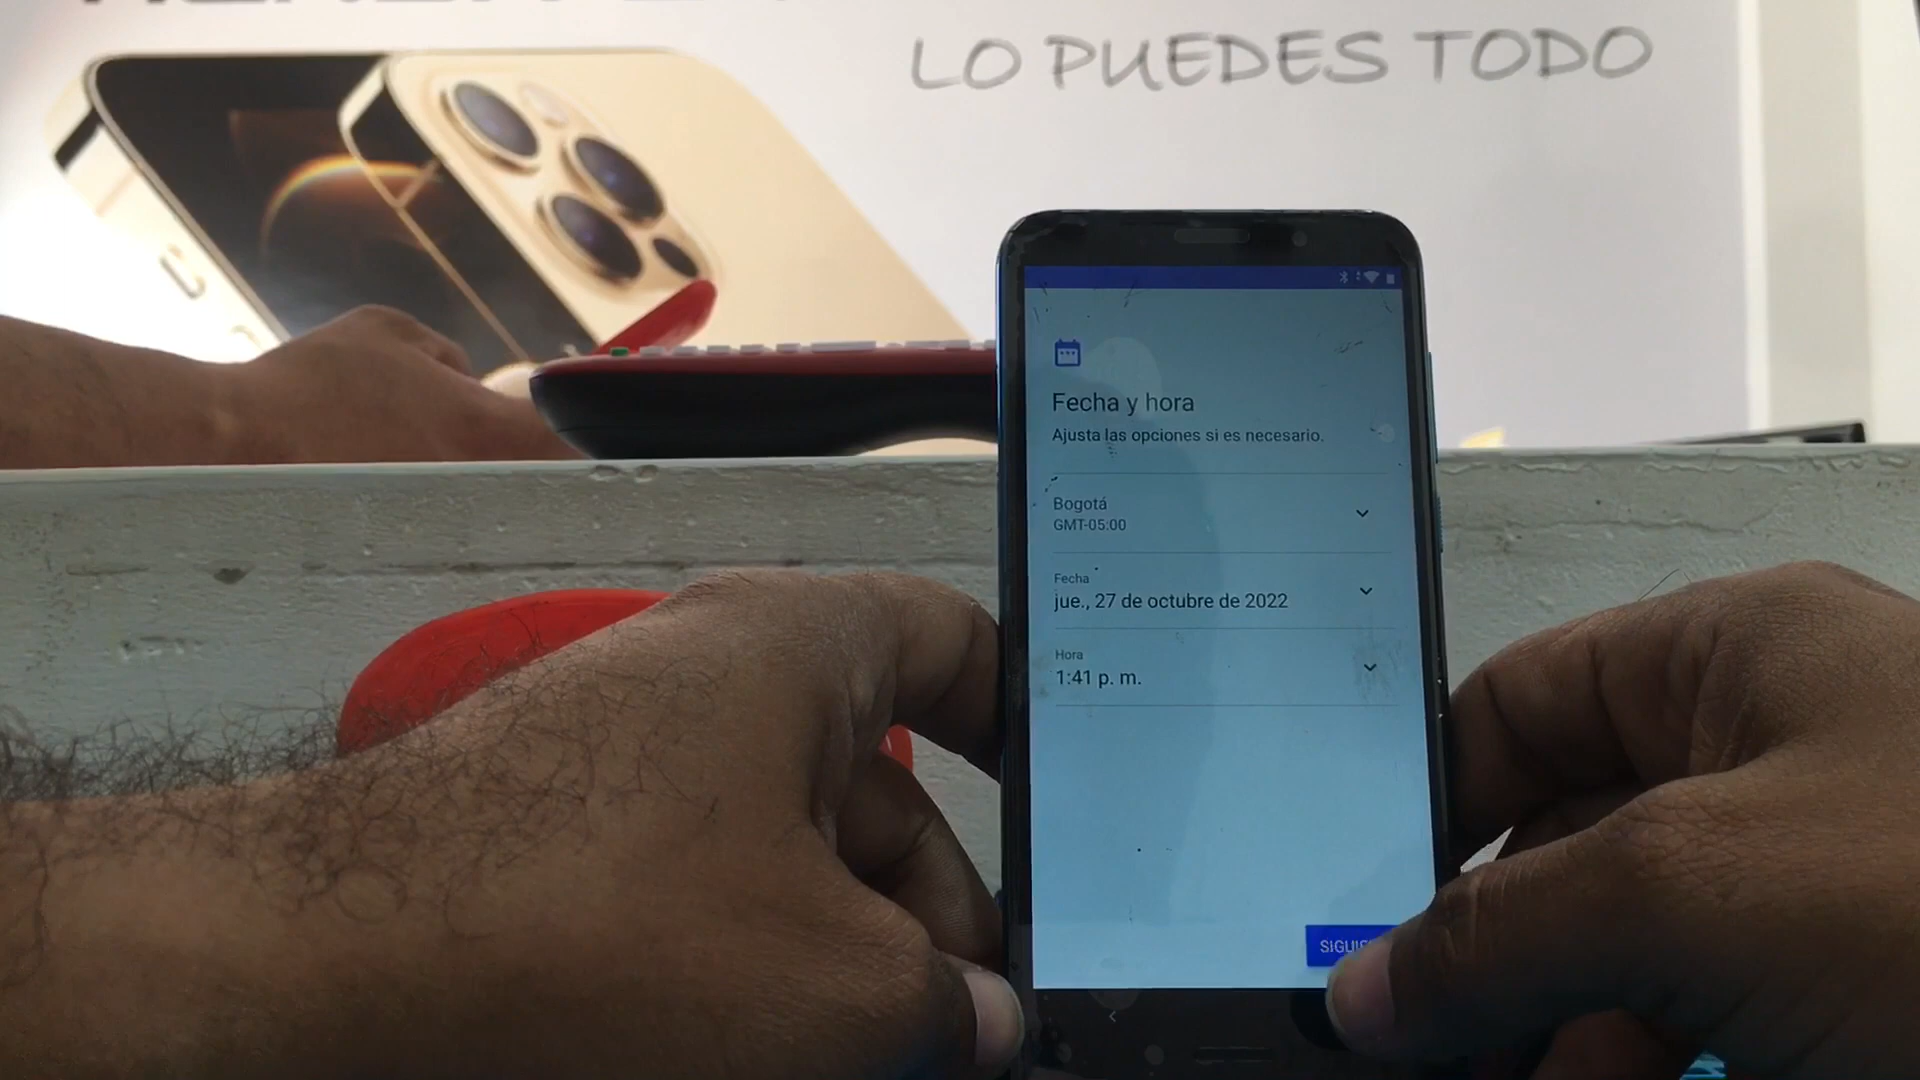 LO PUEDES TODO
Fecha y hora
Ajusta las opciones si es necesario.
Bogotá
GMT-05:00
Fecha
jue., 27 de octubre de 2022
Hora
1:41 p. m.